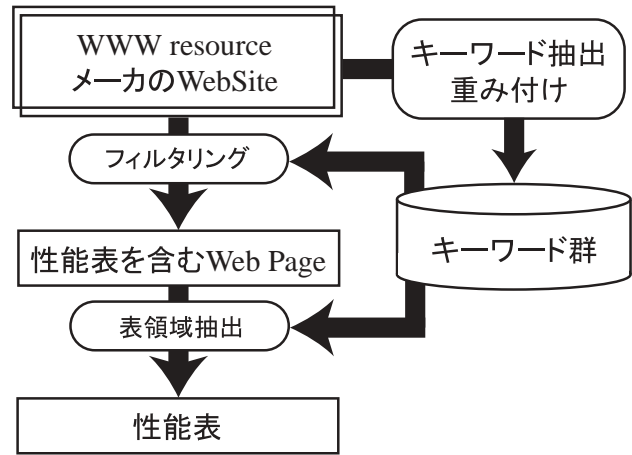 WWW resource
メーカのWebSite
キーワード抽出
重み付け
フィルタリング
キーワード群
性能表を含むWeb Page
表領域抽出
性能表